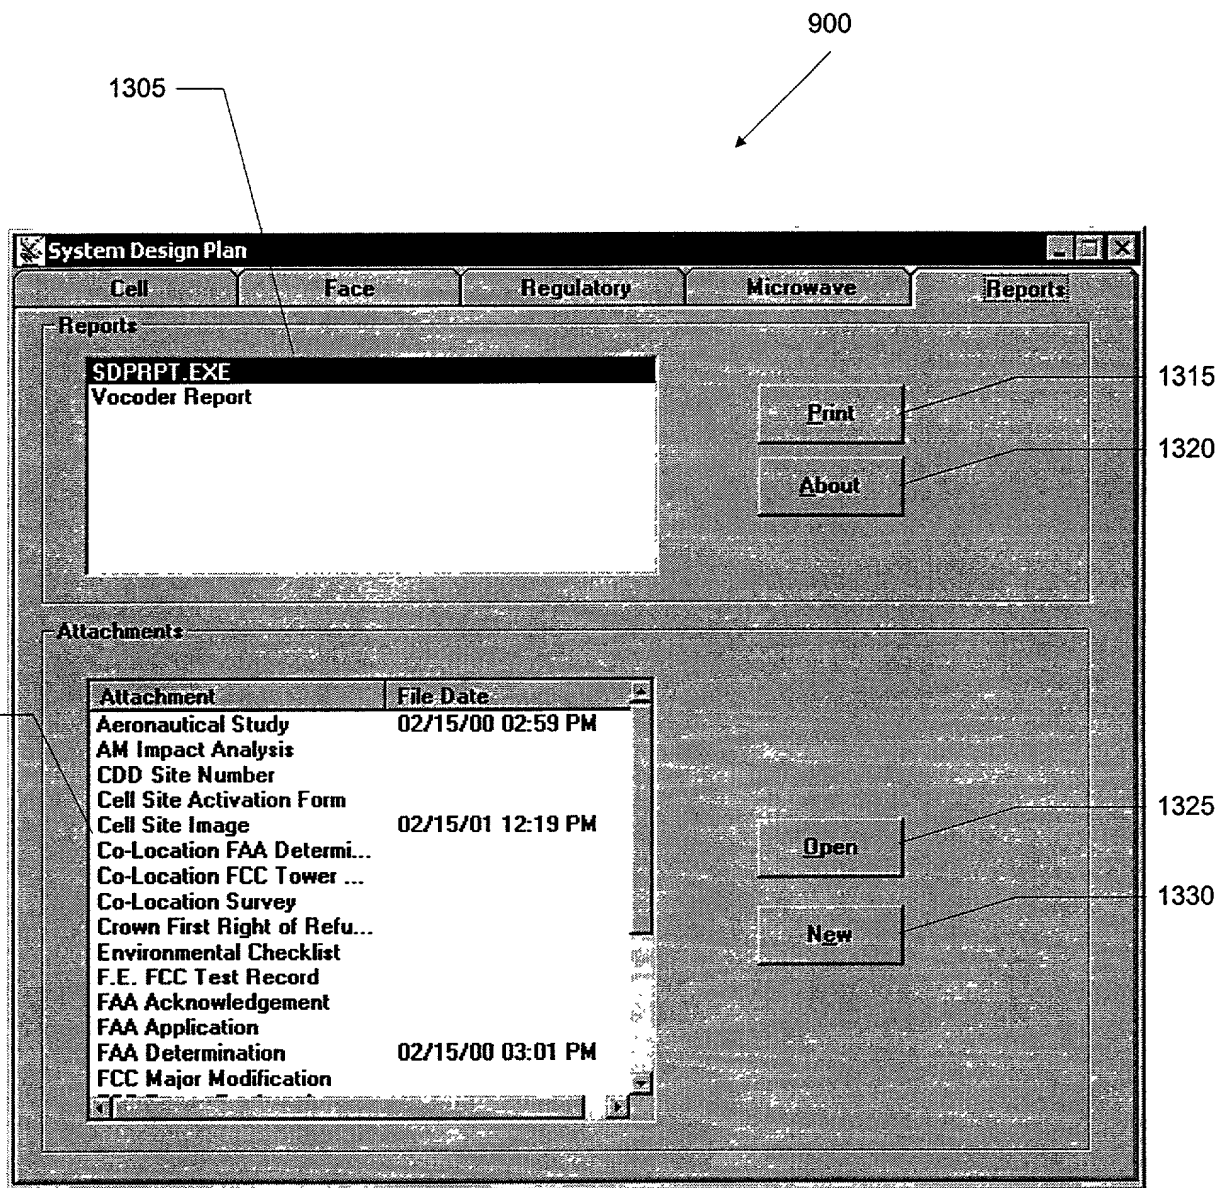 900
1305
System Design Plan
Cell Face Regulatory Microwave Reports
Reports
SDPRPT.EXE
Vocoder Report
Print
1315
About
1320
Attachments
Attachment File Date
Aeronautical Study 02/15/00 02:59 PM
AM Impact Analysis
CDD Site Number
Cell Site Activation Form
Cell Site Image 02/15/01 12:19 PM
Co-Location FAA Determi...
Co-Location FCC Tower ...
Co-Location Survey
Crown First Right of Refu...
Environmental Checklist
F.E. FCC Test Record
FAA Acknowledgement
FAA Application
FAA Determination 02/15/00 03:01 PM
FCC Major Modification
Open
1325
New
1330